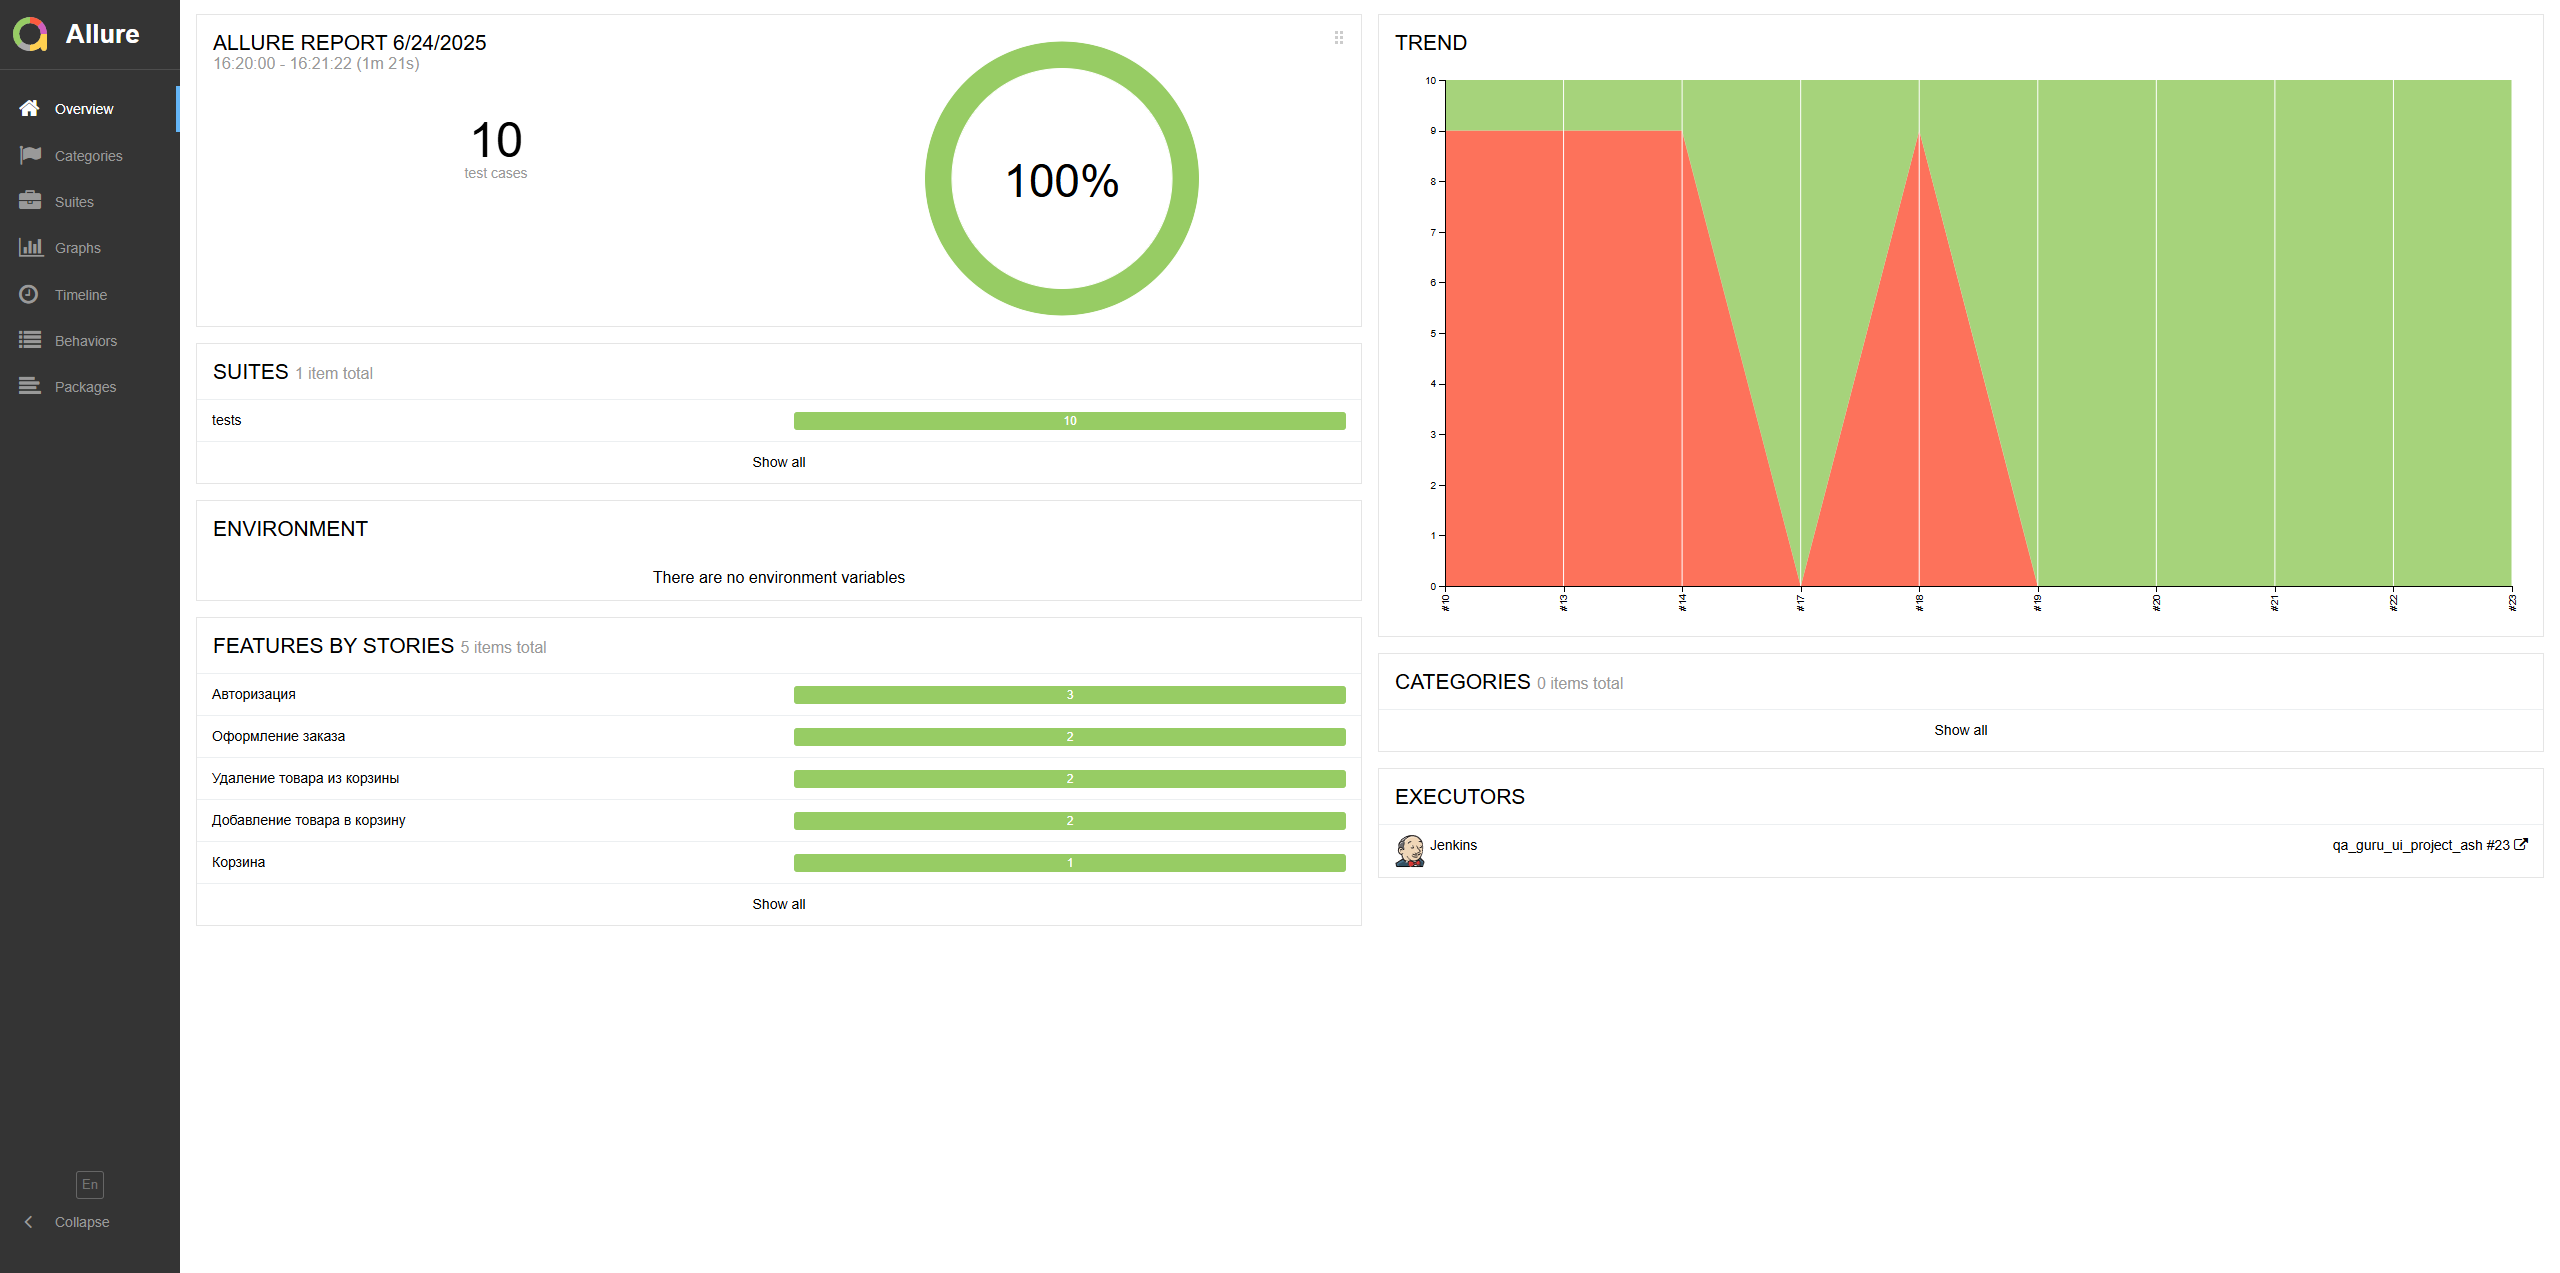 Allure
Overview
Categories
Suites
Graphs
Timeline
Behaviors
Packages
En
Collapse
ALLURE REPORT 6/24/2025
16:20:00 - 16:21:22 (1m 21s)
10
test cases
100%
SUITES 1 item total
tests 10
Show all
ENVIRONMENT
There are no environment variables
FEATURES BY STORIES 5 items total
Авторизация 3
Оформление заказа 2
Удаление товара из корзины 2
Добавление товара в корзину 2
Корзина 1
Show all
TREND
10
9
8
7
6
5
4
3
2
1
0
#10 #13 #14 #17 #18 #19 #20 #21 #22 #23
CATEGORIES 0 items total
Show all
EXECUTORS
Jenkins qa_guru_ui_project_ash #23